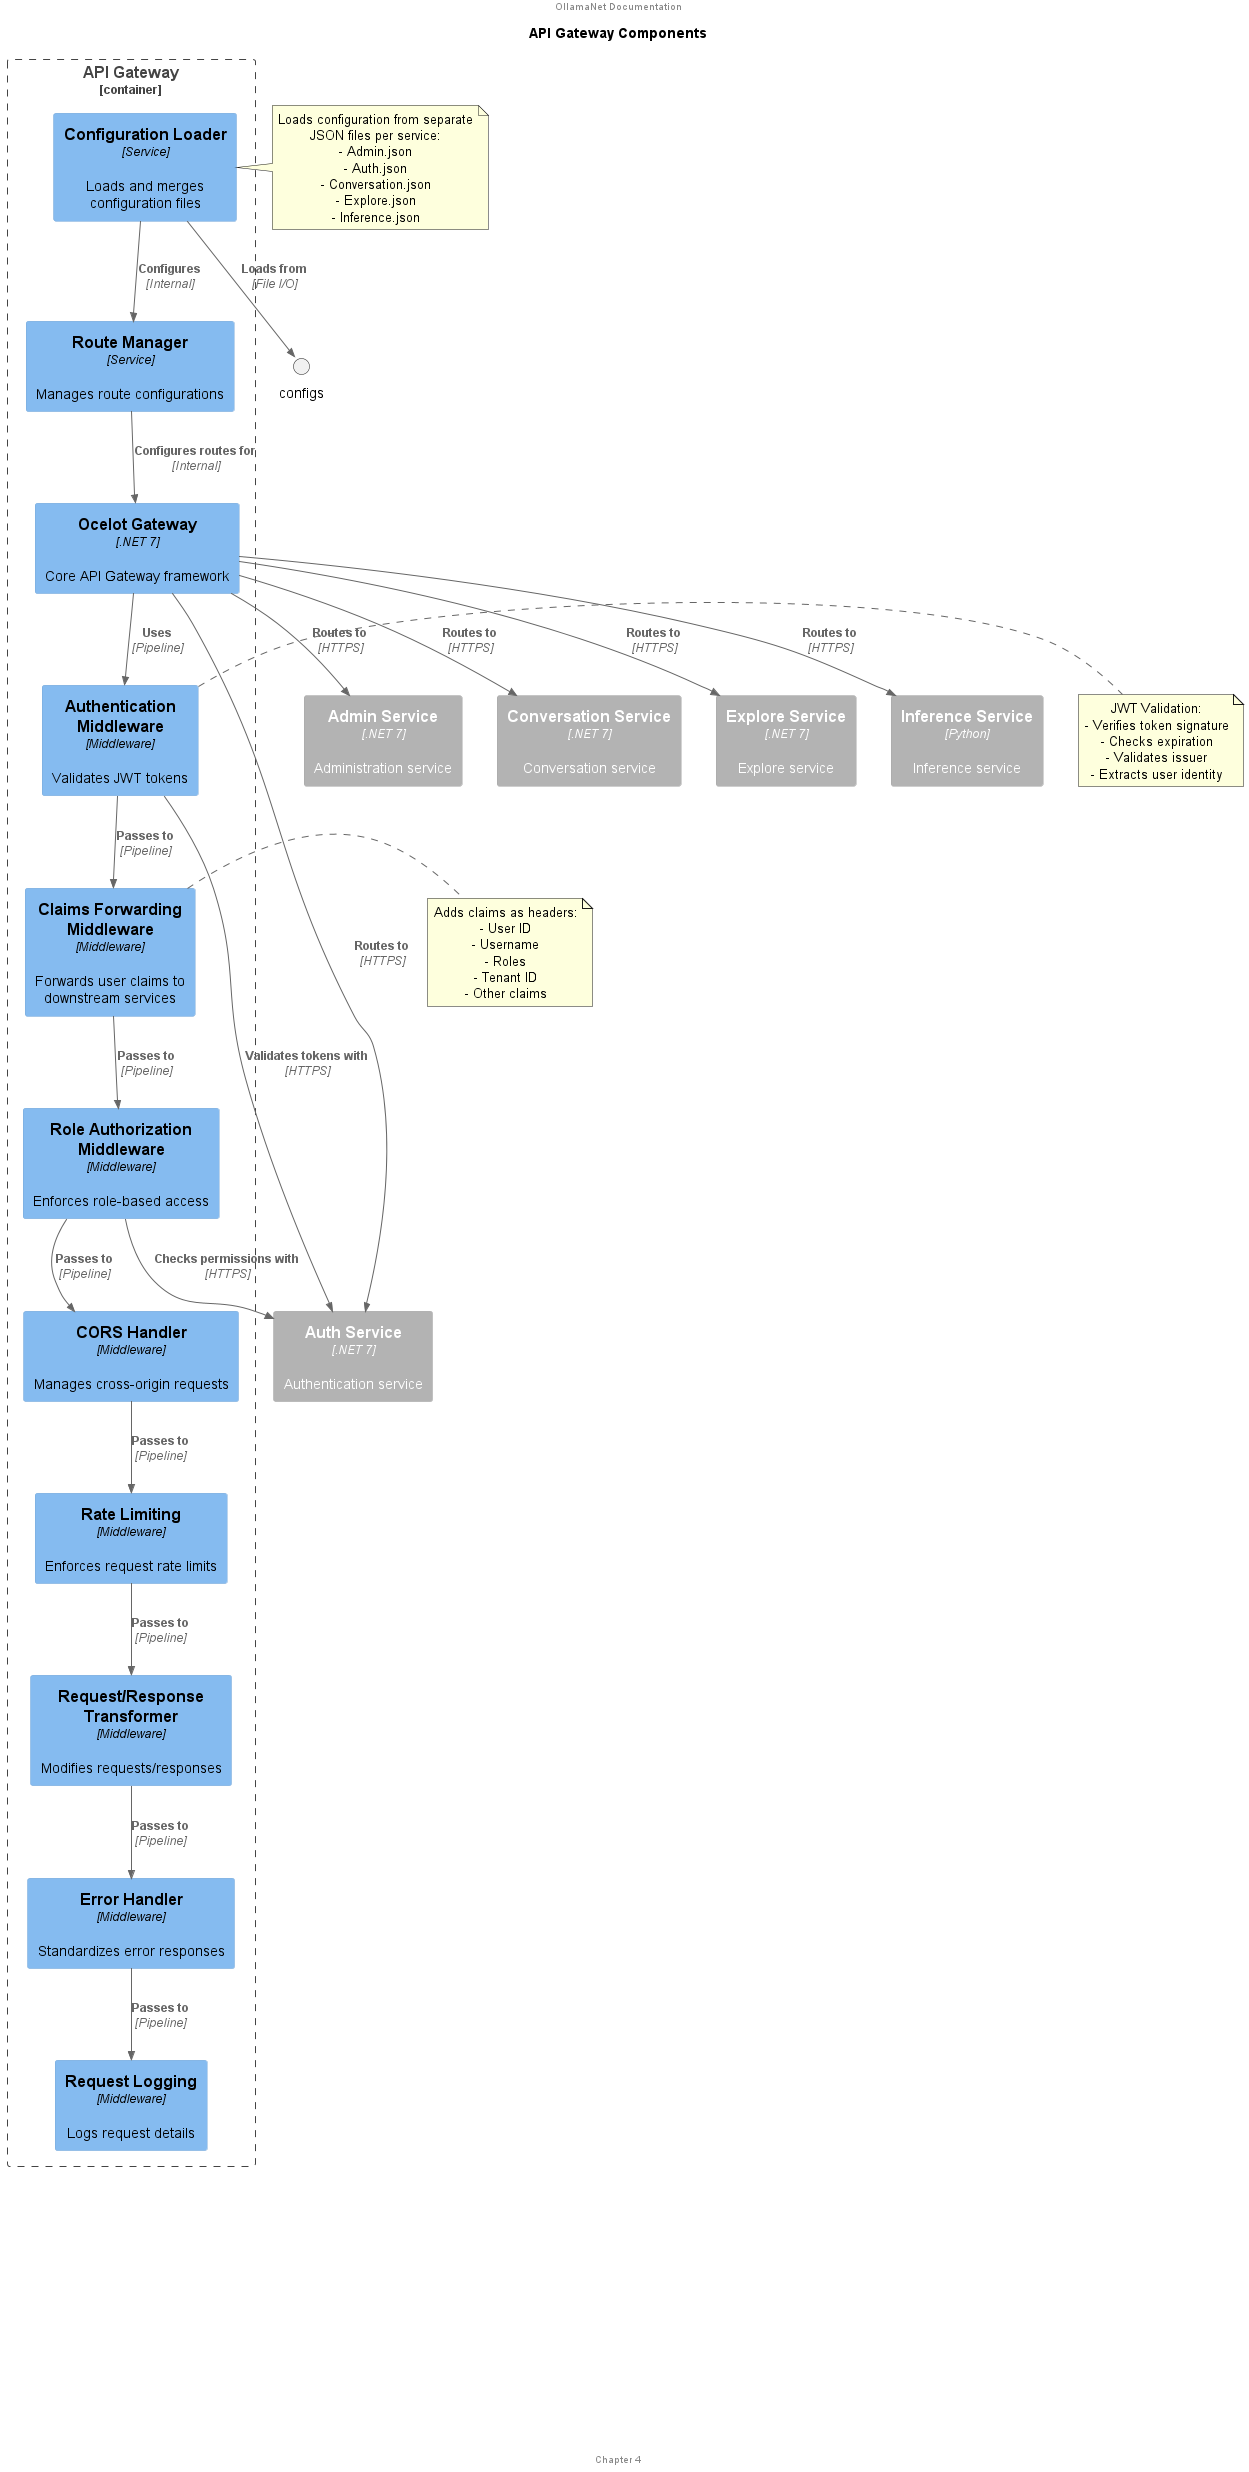 OllamaNet Documentation
API Gateway Components
API Gateway
[container]
Configuration Loader
[Service]
Loads and merges
configuration files
Loads configuration from separate
JSON files per service:
- Admin.json
- Auth.json
- Conversation.json
- Explore.json
- Inference.json
Configures
[Internal]
Loads from
[File I/O]
Route Manager
[Service]
Manages route configurations
configs
Configures routes for
[Internal]
Ocelot Gateway
[.NET 7]
Core API Gateway framework
Uses
[Pipeline]
Routes to
[HTTPS]
Routes to
[HTTPS]
Routes to
[HTTPS]
Routes to
[HTTPS]
Authentication
Middleware
[Middleware]
Validates JWT tokens
Admin Service
[.NET 7]
Administration service
Conversation Service
[.NET 7]
Conversation service
Explore Service
[.NET 7]
Explore service
Inference Service
[Python]
Inference service
JWT Validation:
- Verifies token signature
- Checks expiration
- Validates issuer
- Extracts user identity
Passes to
[Pipeline]
Claims Forwarding
Middleware
[Middleware]
Forwards user claims to
downstream services
Routes to
[HTTPS]
Adds claims as headers:
- User ID
- Username
- Roles
- Tenant ID
- Other claims
Passes to
[Pipeline]
Validates tokens with
[HTTPS]
Role Authorization
Middleware
[Middleware]
Enforces role-based access
Passes to
[Pipeline]
Checks permissions with
[HTTPS]
CORS Handler
[Middleware]
Manages cross-origin requests
Auth Service
[.NET 7]
Authentication service
Passes to
[Pipeline]
Rate Limiting
[Middleware]
Enforces request rate limits
Passes to
[Pipeline]
Request/Response
Transformer
[Middleware]
Modifies requests/responses
Passes to
[Pipeline]
Error Handler
[Middleware]
Standardizes error responses
Passes to
[Pipeline]
Request Logging
[Middleware]
Logs request details
Chapter 4